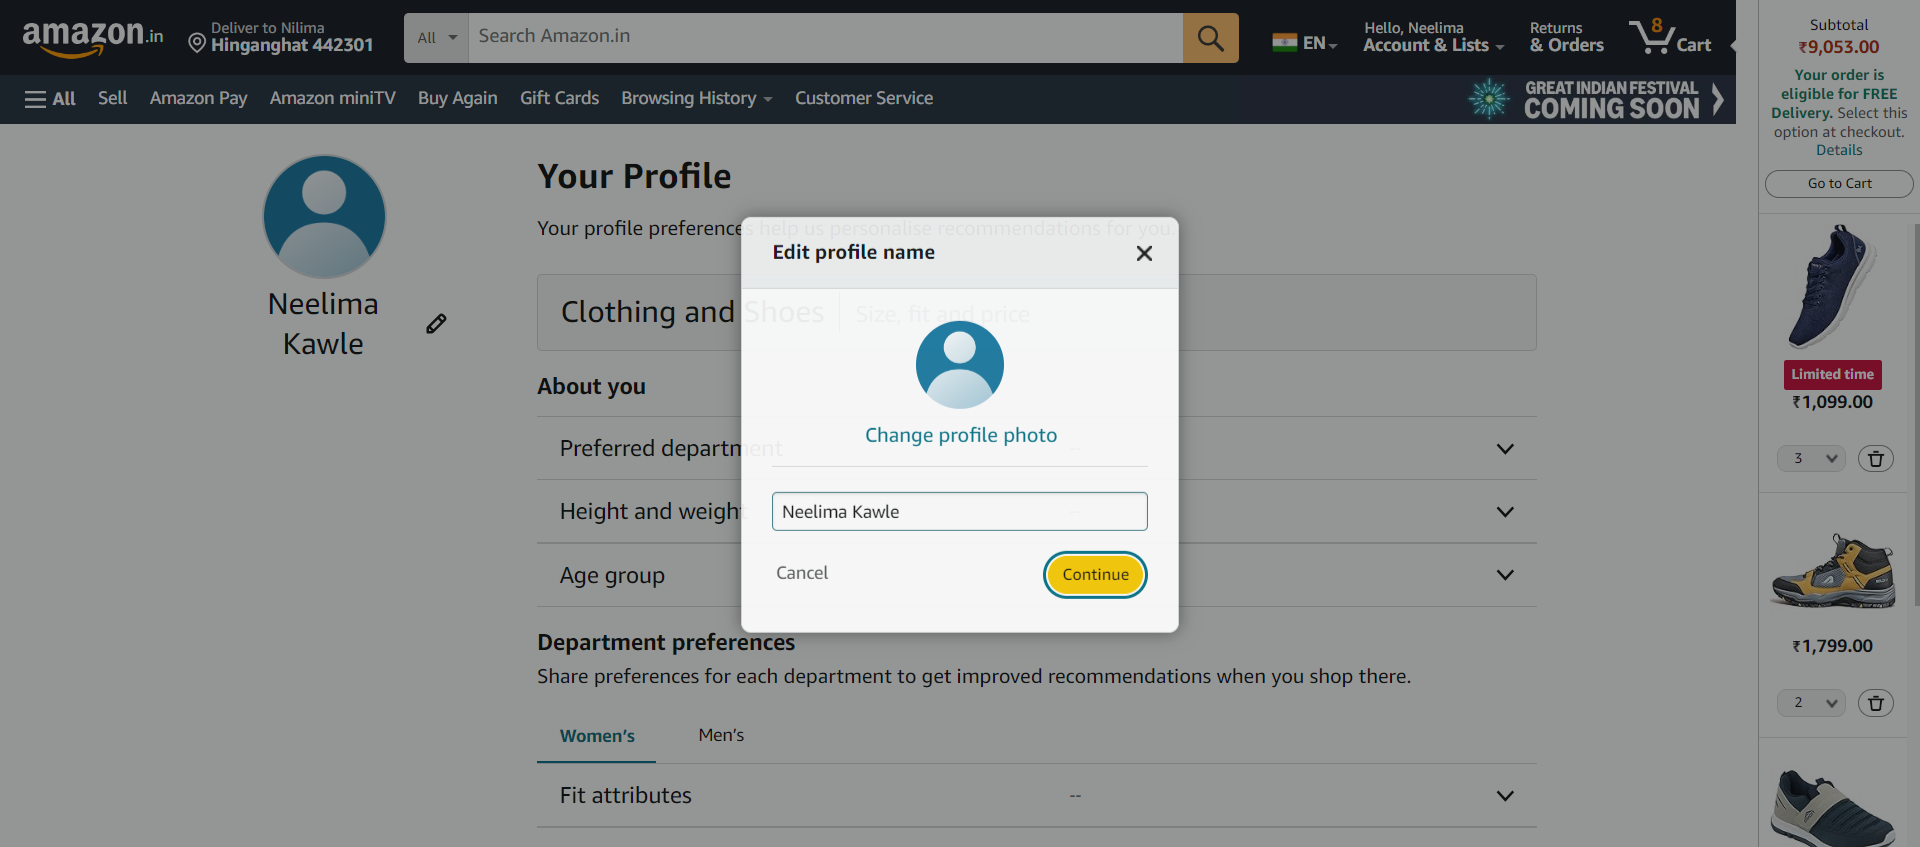 amazon.in
Deliver to Nilima
Hinganghat 442301
All
Search Amazon.in
EN
Hello, Neelima
Account & Lists
Returns
& Orders
8
Cart
All
Sell
Amazon Pay
Amazon miniTV
Buy Again
Gift Cards
Browsing History
Customer Service
GREAT INDIAN FESTIVAL
COMING SOON
Subtotal
₹9,053.00
Your order is
eligible for FREE
Delivery. Select this
option at checkout.
Details
Go to Cart
Limited time
₹1,099.00
3
₹1,799.00
2
Neelima
Kawle
Your Profile
Your profile preferences help us personalise recommendations for you.
Clothing and Shoes
Size, fit and price
About you
Preferred department
--
Height and weight
--
Age group
Department preferences
Share preferences for each department to get improved recommendations when you shop there.
Women's
Men's
Fit attributes
--
Edit profile name
Change profile photo
Neelima Kawle
Cancel
Continue